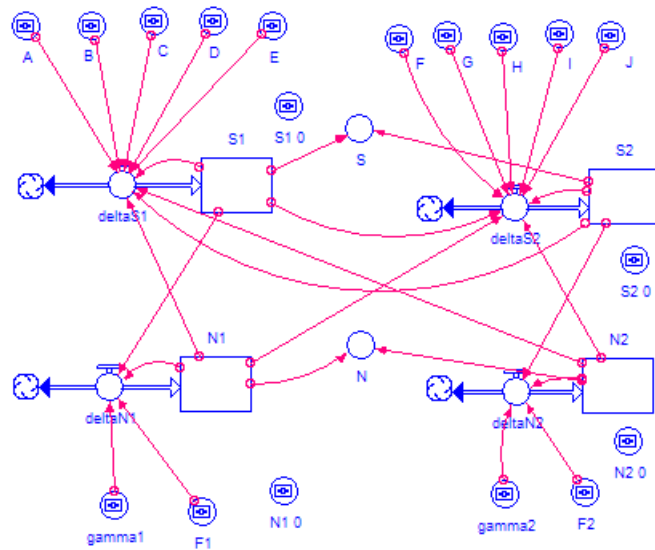 A B C D E
F G H I J
S1 0
S1
S
S2
deltaS1
deltaS2
S2 0
N1
N
N2
deltaN1
deltaN2
N2 0
N1 0
gamma1
F1
gamma2
F2